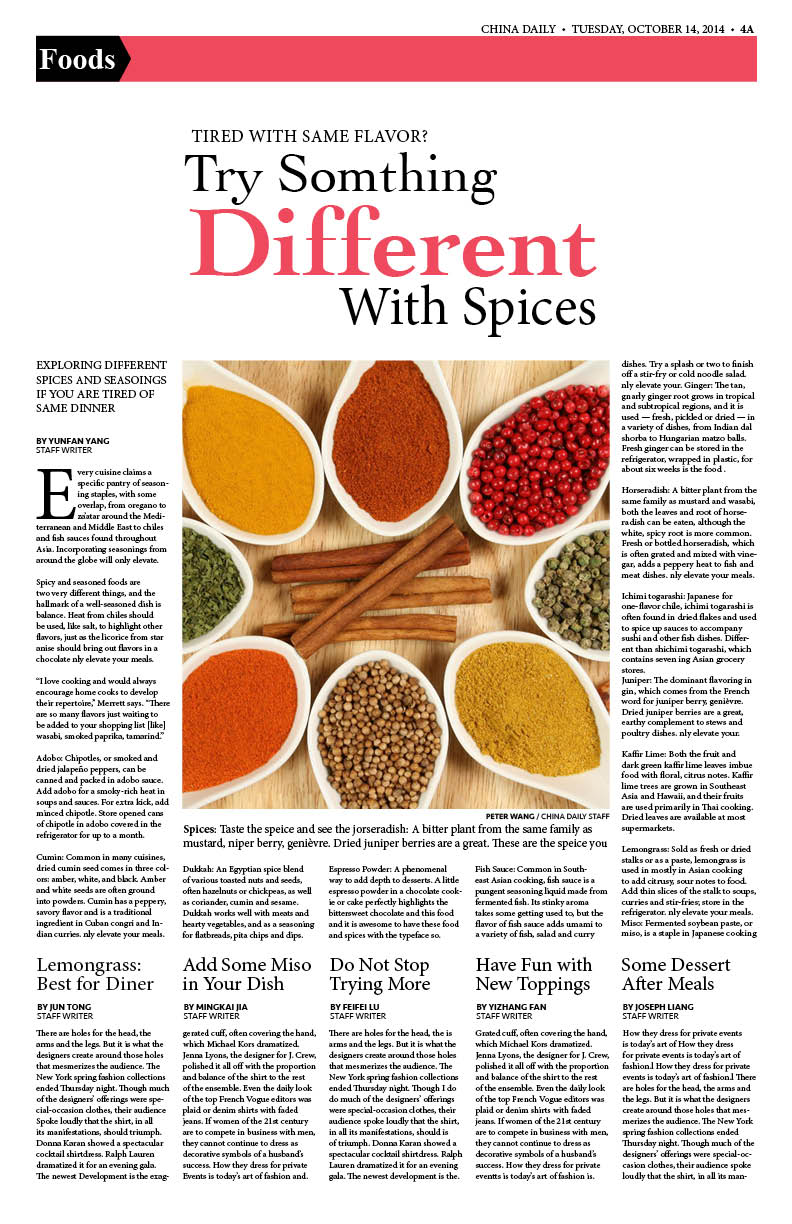 CHINA DAILY • TUESDAY, OCTOBER 14, 2014 • 4A
Foods
TIRED WITH SAME FLAVOR?
Try Somthing
Different
With Spices
EXPLORING DIFFERENT
SPICES AND SEASOINGS
IF YOU ARE TIRED OF
SAME DINNER
BY YUNFAN YANG
STAFF WRITER
Every cuisine claims a
specific pantry of season-
ing staples, with some
overlap, from oregano to
za'atar around the Medi-
terranean and Middle East to chiles
and fish sauces found throughout
Asia. Incorporating seasonings from
around the globe will only elevate.
Spicy and seasoned foods are
two very different things, and the
hallmark of a well-seasoned dish is
balance. Heat from chiles should
be used, like salt, to highlight other
flavors, just as the licorice from star
anise should bring out flavors in a
chocolate nly elevate your meals.
“I love cooking and would always
encourage home cooks to develop
their repertoire,” Merrett says. “There
are so many flavors just waiting to
be added to your shopping list [like]
wasabi, smoked paprika, tamarind.”
Adobo: Chipotles, or smoked and
dried jalapeño peppers, can be
canned and packed in adobo sauce.
Add adobo for a smoky-rich heat in
soups and sauces. For extra kick, add
minced chipotle. Store opened cans
of chipotle in adobo covered in the
refrigerator for up to a month.
Cumin: Common in many cuisines,
dried cumin seed comes in three col-
ors: amber, white, and black. Amber
and white seeds are often ground
into powders. Cumin has a peppery,
savory flavor and is a traditional
ingredient in Cuban congri and In-
dian curries. nly elevate your meals.
PETER WANG / CHINA DAILY STAFF
Spices: Taste the speice and see the jorseradish: A bitter plant from the same family as
mustard, niper berry, genièvre. Dried juniper berries are a great. These are the speice you
Dukkah: An Egyptian spice blend
of various toasted nuts and seeds,
often hazelnuts or chickpeas, as well
as coriander, cumin and sesame.
Dukkah works well with meats and
hearty vegetables, and as a seasoning
for flatbreads, pita chips and dips.
Espresso Powder: A phenomenal
way to add depth to desserts. A little
espresso powder in a chocolate cook-
ie or cake perfectly highlights the
bittersweet chocolate and this food
and it is awesome to have these food
and spices with the typeface so.
Fish Sauce: Common in South-
east Asian cooking, fish sauce is a
pungent seasoning liquid made from
fermented fish. Its stinky aroma
takes some getting used to, but the
flavor of fish sauce adds umami to
a variety of fish, salad and curry
dishes. Try a splash or two to finish
off a stir-fry or cold noodle salad.
nly elevate your. Ginger: The tan,
gnarly ginger root grows in tropical
and subtropical regions, and it is
used — fresh, pickled or dried — in
a variety of dishes, from Indian dal
shorba to Hungarian matzo balls.
Fresh ginger can be stored in the
refrigerator, wrapped in plastic, for
about six weeks is the food .
Horseradish: A bitter plant from the
same family as mustard and wasabi,
both the leaves and root of horse-
radish can be eaten, although the
white, spicy root is more common.
Fresh or bottled horseradish, which
is often grated and mixed with vine-
gar, adds a peppery heat to fish and
meat dishes. nly elevate your meals.
Ichimi togarashi: Japanese for
one-flavor chile, ichimi togarashi is
often found in dried flakes and used
to spice up sauces to accompany
sushi and other fish dishes. Differ-
ent than shichimi togarashi, which
contains seven ing Asian grocery
stores.
Juniper: The dominant flavoring in
gin, which comes from the French
word for juniper berry, genièvre.
Dried juniper berries are a great,
earthy complement to stews and
poultry dishes. nly elevate your.
Kaffir Lime: Both the fruit and
dark green kaffir lime leaves imbue
food with floral, citrus notes. Kaffir
lime trees are grown in Southeast
Asia and Hawaii, and their fruits
are used primarily in Thai cooking.
Dried leaves are available at most
supermarkets.
Lemongrass: Sold as fresh or dried
stalks or as a paste, lemongrass is
used in mostly in Asian cooking
to add citrusy, sour notes to food.
Add thin slices of the stalk to soups,
curries and stir-fries; store in the
refrigerator. nly elevate your meals.
Miso: Fermented soybean paste, or
miso, is a staple in Japanese cooking
Lemongrass:
Best for Diner
BY JUN TONG
STAFF WRITER
There are holes for the head, the
arms and the legs. But it is what the
designers create around those holes
that mesmerizes the audience. The
New York spring fashion collections
ended Thursday night. Though much
of the designers' offerings were spe-
cial-occasion clothes, their audience
Spoke loudly that the shirt, in all
its manifestations, should triumph.
Donna Karan showed a spectacular
cocktail shirtdress. Ralph Lauren
dramatized it for an evening gala.
The newest Development is the exag-
Add Some Miso
in Your Dish
BY MINGKAI JIA
STAFF WRITER
gerated cuff, often covering the hand,
which Michael Kors dramatized.
Jenna Lyons, the designer for J. Crew,
polished it all off with the proportion
and balance of the shirt to the rest
of the ensemble. Even the daily look
of the top French Vogue editors was
plaid or denim shirts with faded
jeans. If women of the 21st century
are to compete in business with men,
they cannot continue to dress as
decorative symbols of a husband's
success. How they dress for private
Events is today's art of fashion and.
Do Not Stop
Trying More
BY FEIFEI LU
STAFF WRITER
There are holes for the head, the is
arms and the legs. But it is what the
designers create around those holes
that mesmerizes the audience. The
New York spring fashion collections
ended Thursday night. Though I do
do much of the designers' offerings
were special-occasion clothes, their
audience spoke loudly that the shirt,
in all its manifestations, should is
of triumph. Donna Karan showed a
spectacular cocktail shirtdress. Ralph
Lauren dramatized it for an evening
gala. The newest development is the.
Have Fun with
New Toppings
BY YIZHANG FAN
STAFF WRITER
Grated cuff, often covering the hand,
which Michael Kors dramatized.
Jenna Lyons, the designer for J. Crew,
polished it all off with the proportion
and balance of the shirt to the rest
of the ensemble. Even the daily look
of the top French Vogue editors was
plaid or denim shirts with faded
jeans. If women of the 21st century
are to compete in business with men,
they cannot continue to dress as
decorative symbols of a husband's
success. How they dress for private
eventts is today's art of fashion is.
Some Dessert
After Meals
BY JOSEPH LIANG
STAFF WRITER
How they dress for private events
is today's art of How they dress
for private events is today's art of
fashion.l How they dress for private
events is today's art of fashion.l There
are holes for the head, the arms and
the legs. But it is what the designers
create around those holes that mes-
merizes the audience. The New York
spring fashion collections ended
Thursday night. Though much of the
designers' offerings were special-oc-
casion clothes, their audience spoke
loudly that the shirt, in all its man-